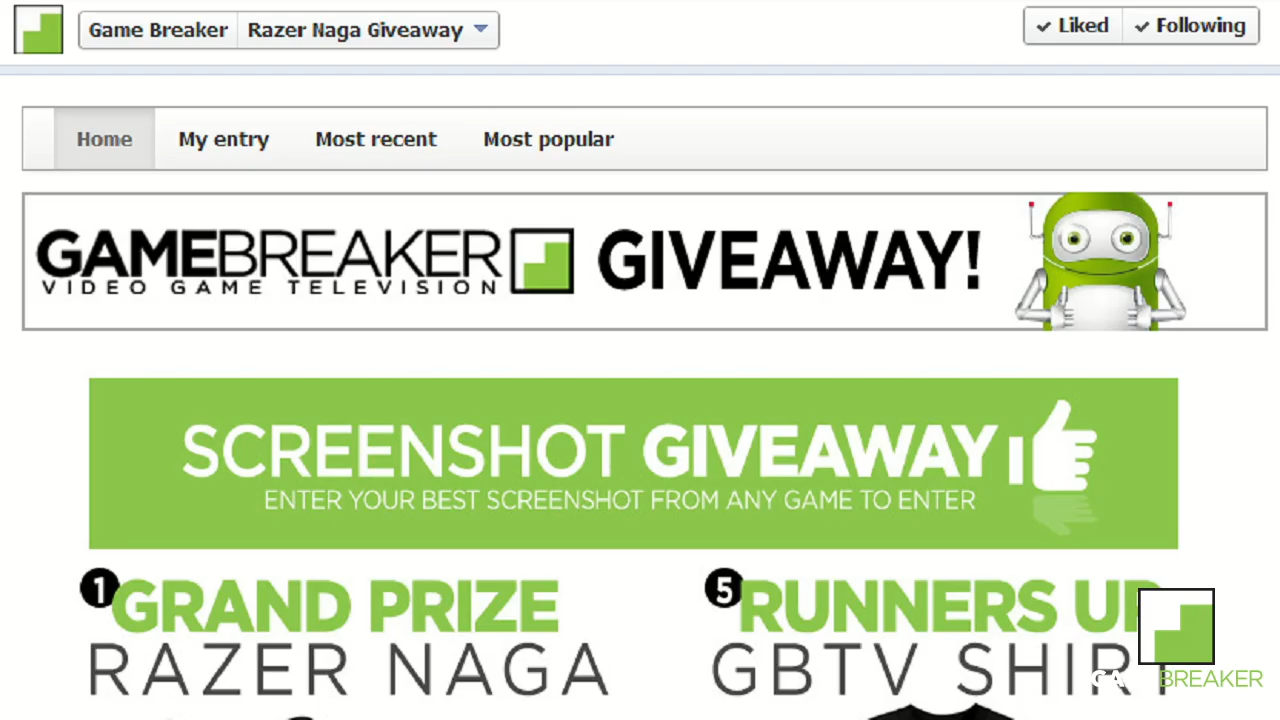 Game Breaker Razer Naga Giveaway
Liked Following
Home My entry Most recent Most popular
GAMEBREAKER GIVEAWAY!
VIDEO GAME TELEVISION
SCREENSHOT GIVEAWAY
ENTER YOUR BEST SCREENSHOT FROM ANY GAME TO ENTER
1 GRAND PRIZE
RAZER NAGA
5 RUNNERS UP
GBTV SHIRT
GAMEBREAKER